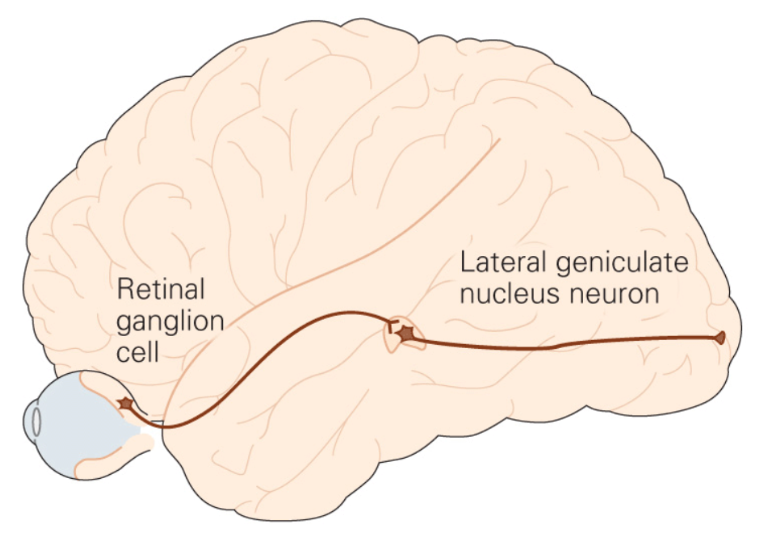 Retinal
ganglion
cell
Lateral geniculate
nucleus neuron